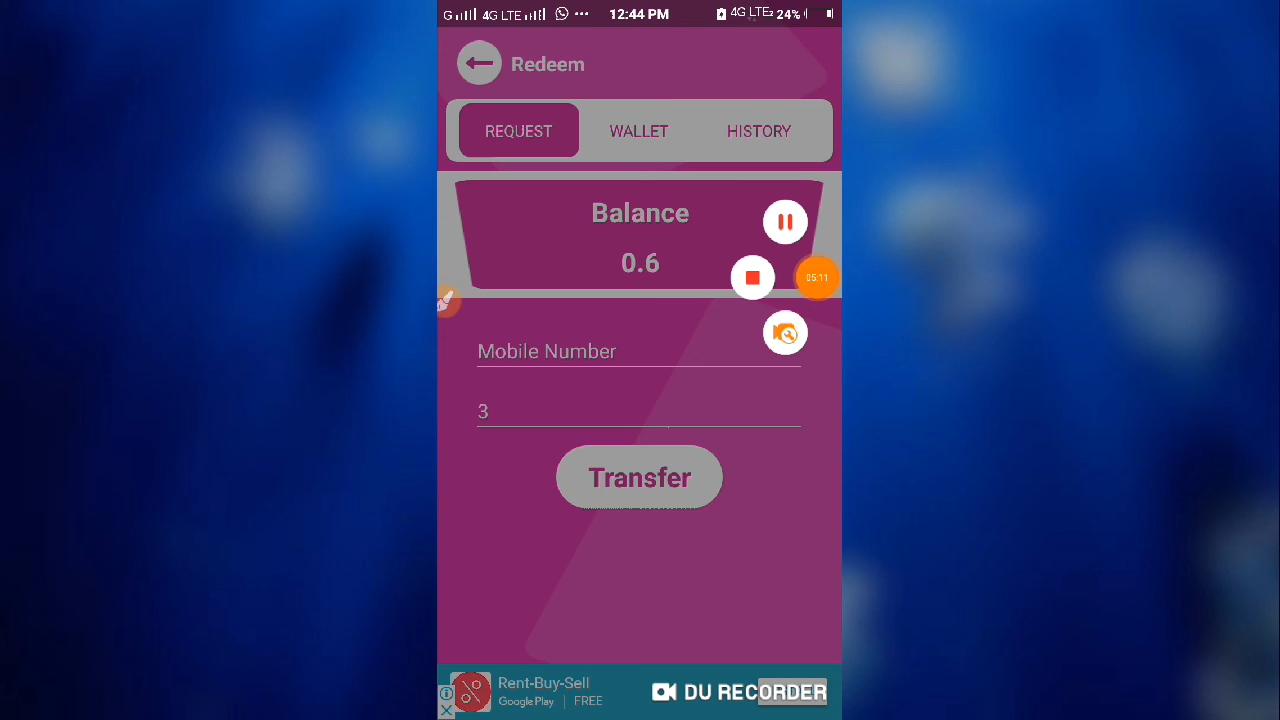 G 4G LTE 12:44 PM 4G LTE2 24%
Redeem
REQUEST WALLET HISTORY
Balance
0.6
05:11
Mobile Number
3
Transfer
Rent-Buy-Sell
Google Play | FREE
DU RECORDER